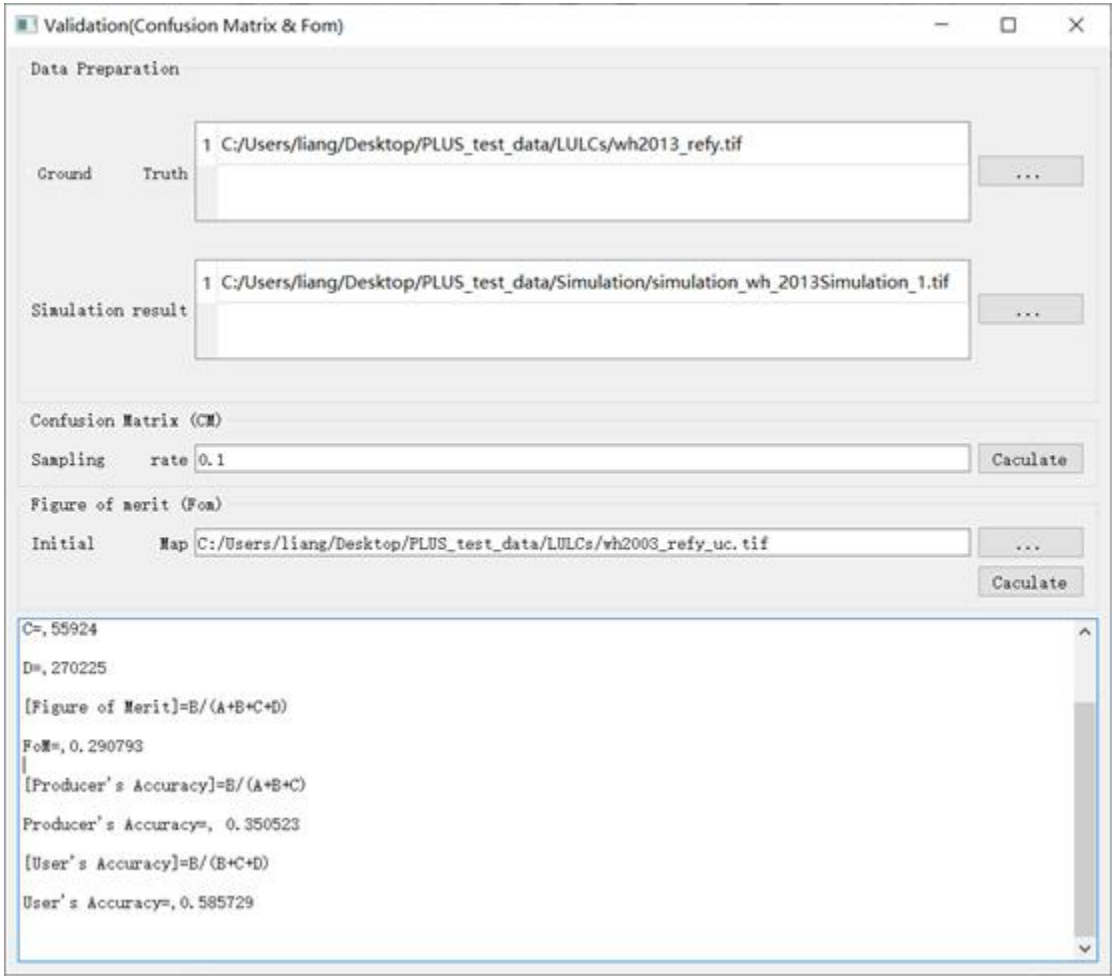 Validation(Confusion Matrix & Fom)
Data Preparation
1 C:/Users/liang/Desktop/PLUS_test_data/LULCs/wh2013_refy.tif
Ground Truth
...
1 C:/Users/liang/Desktop/PLUS_test_data/Simulation/simulation_wh_2013Simulation_1.tif
Simulation result
...
Confusion Matrix (CM)
Sampling rate 0.1 Caculate
Figure of merit (Fom)
Initial Map C:/Users/liang/Desktop/PLUS_test_data/LULCs/wh2003_refy_uc.tif ...
Caculate
C=,55924
D=,270225
[Figure of Merit]=B/(A+B+C+D)
FoM=,0.290793
[Producer's Accuracy]=B/(A+B+C)
Producer's Accuracy=, 0.350523
[User's Accuracy]=B/(B+C+D)
User's Accuracy=,0.585729